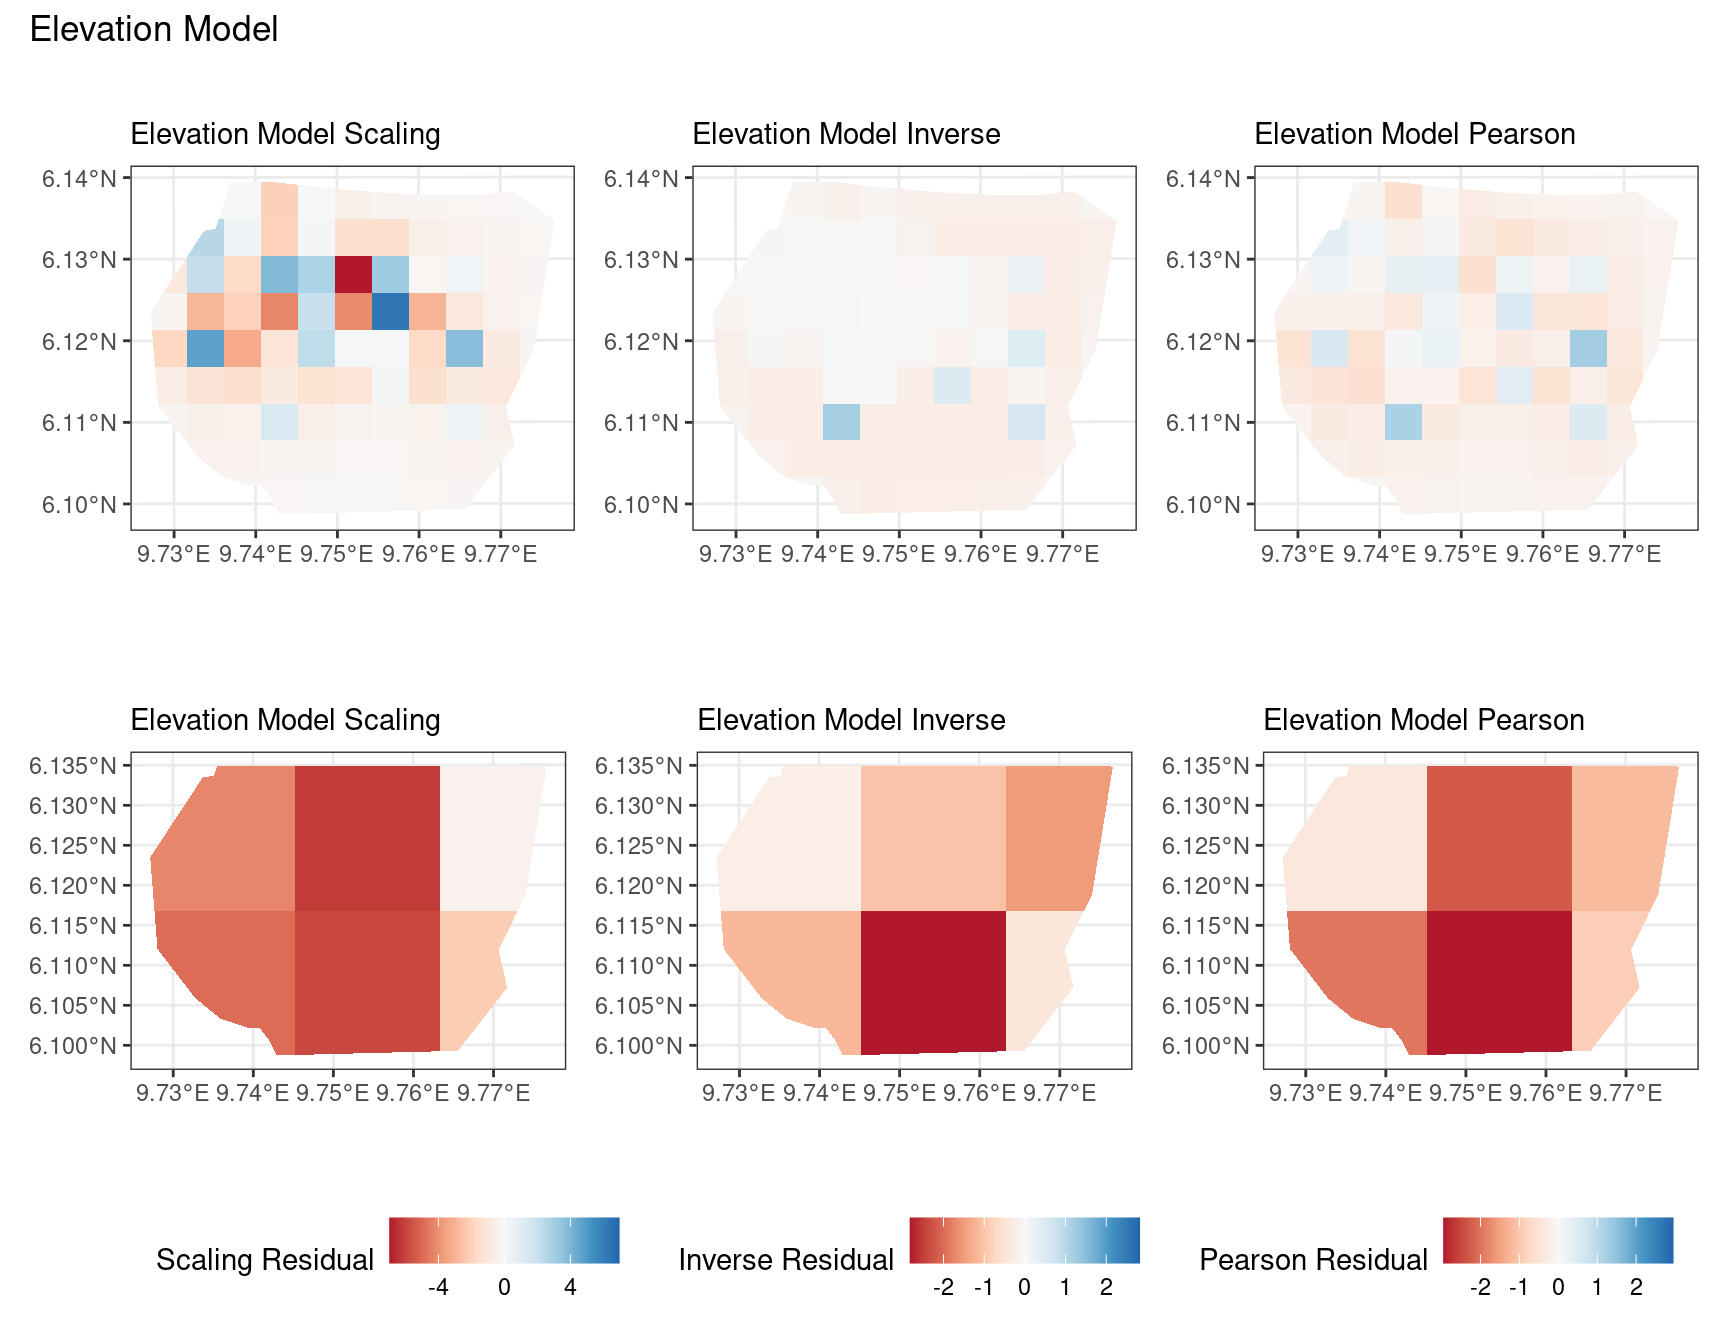 Elevation Model
Elevation Model Scaling
Elevation Model Inverse
Elevation Model Pearson
6.14°N
6.13°N
6.12°N
6.11°N
6.10°N
9.73°E 9.74°E 9.75°E 9.76°E 9.77°E
6.14°N
6.13°N
6.12°N
6.11°N
6.10°N
9.73°E 9.74°E 9.75°E 9.76°E 9.77°E
6.14°N
6.13°N
6.12°N
6.11°N
6.10°N
9.73°E 9.74°E 9.75°E 9.76°E 9.77°E
Elevation Model Scaling
Elevation Model Inverse
Elevation Model Pearson
6.135°N
6.130°N
6.125°N
6.120°N
6.115°N
6.110°N
6.105°N
6.100°N
9.73°E 9.74°E 9.75°E 9.76°E 9.77°E
6.135°N
6.130°N
6.125°N
6.120°N
6.115°N
6.110°N
6.105°N
6.100°N
9.73°E 9.74°E 9.75°E 9.76°E 9.77°E
6.135°N
6.130°N
6.125°N
6.120°N
6.115°N
6.110°N
6.105°N
6.100°N
9.73°E 9.74°E 9.75°E 9.76°E 9.77°E
Scaling Residual
-4 0 4
Inverse Residual
-2 -1 0 1 2
Pearson Residual
-2 -1 0 1 2